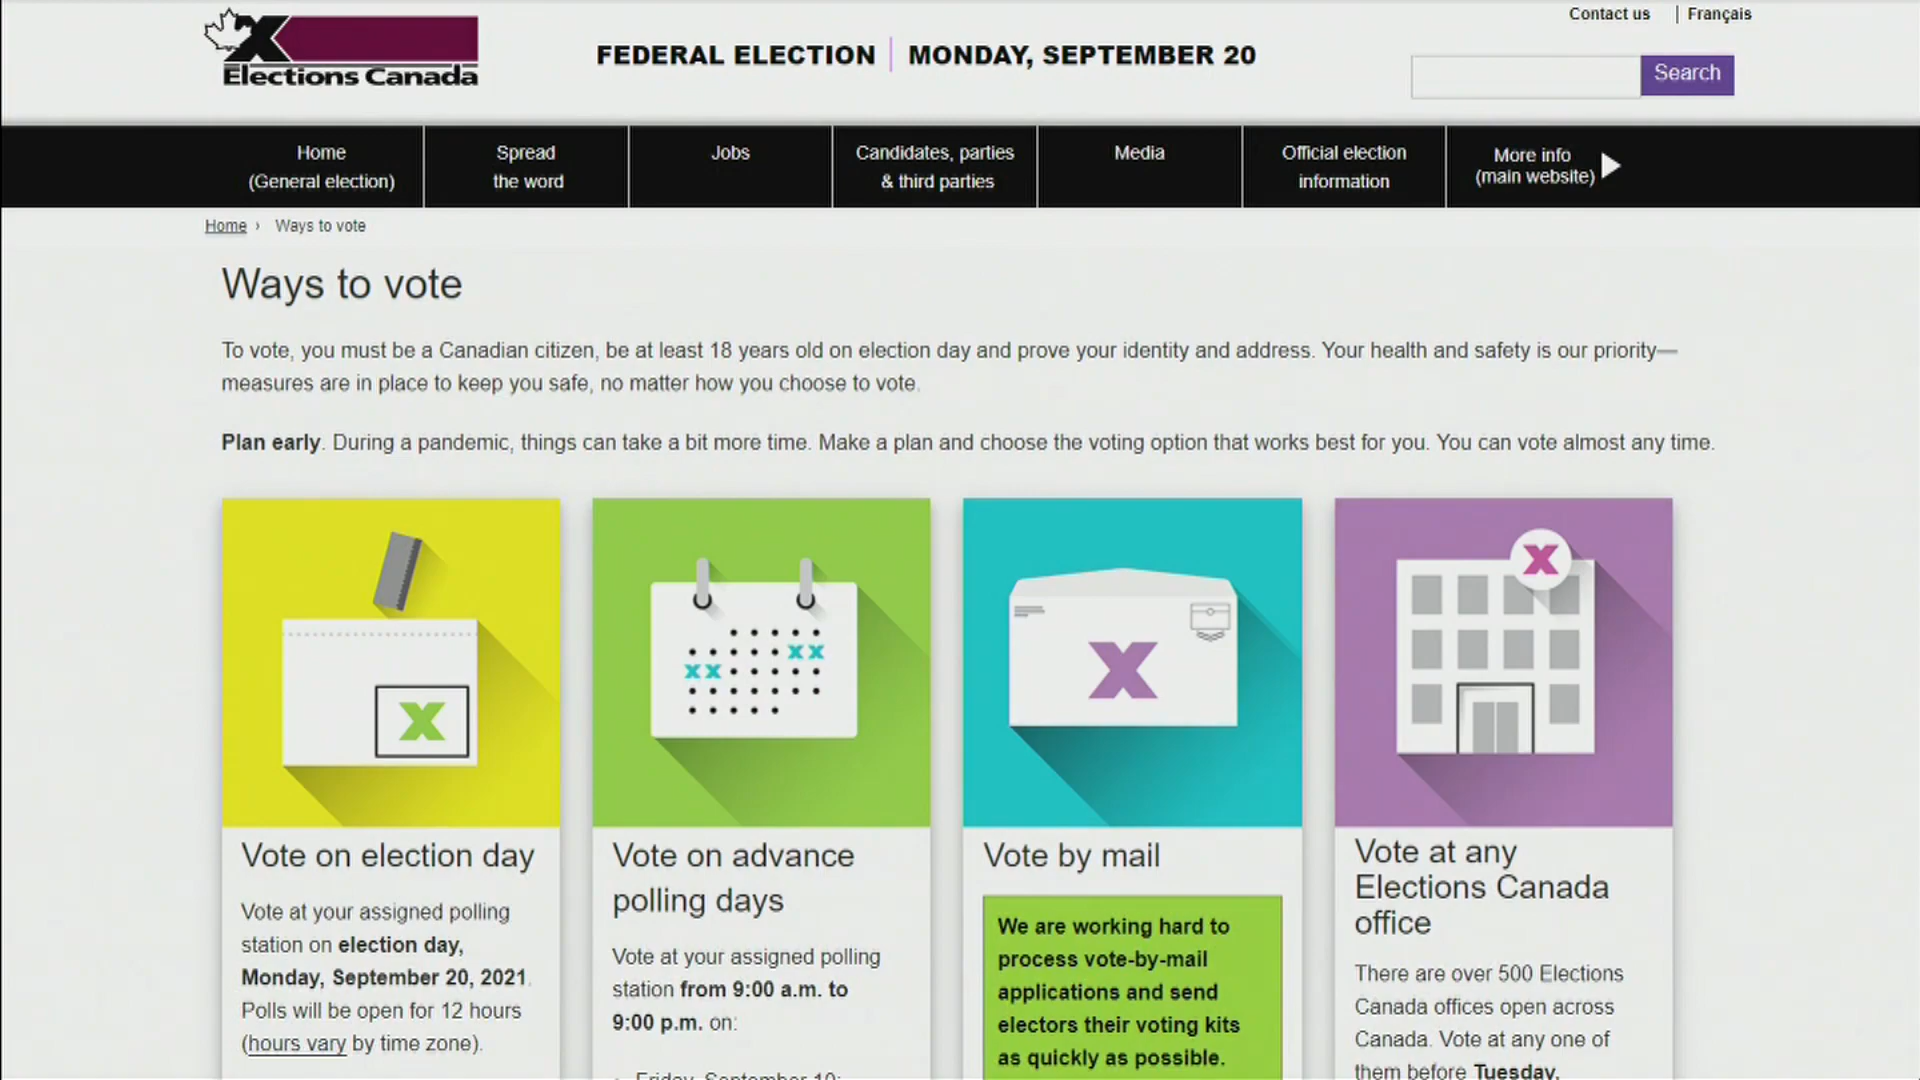 Contact us | Français
Elections Canada
FEDERAL ELECTION | MONDAY, SEPTEMBER 20
Search
Home
(General election)
Spread
the word
Jobs
Candidates, parties
& third parties
Media
Official election
information
More info
(main website)
Home › Ways to vote
Ways to vote
To vote, you must be a Canadian citizen, be at least 18 years old on election day and prove your identity and address. Your health and safety is our priority—
measures are in place to keep you safe, no matter how you choose to vote.
Plan early. During a pandemic, things can take a bit more time. Make a plan and choose the voting option that works best for you. You can vote almost any time.
Vote on election day
Vote at your assigned polling
station on election day,
Monday, September 20, 2021.
Polls will be open for 12 hours
(hours vary by time zone).
Vote on advance
polling days
Vote at your assigned polling
station from 9:00 a.m. to
9:00 p.m. on:
Friday, September 10;
Vote by mail
We are working hard to
process vote-by-mail
applications and send
electors their voting kits
as quickly as possible.
Vote at any
Elections Canada
office
There are over 500 Elections
Canada offices open across
Canada. Vote at any one of
them before Tuesday,